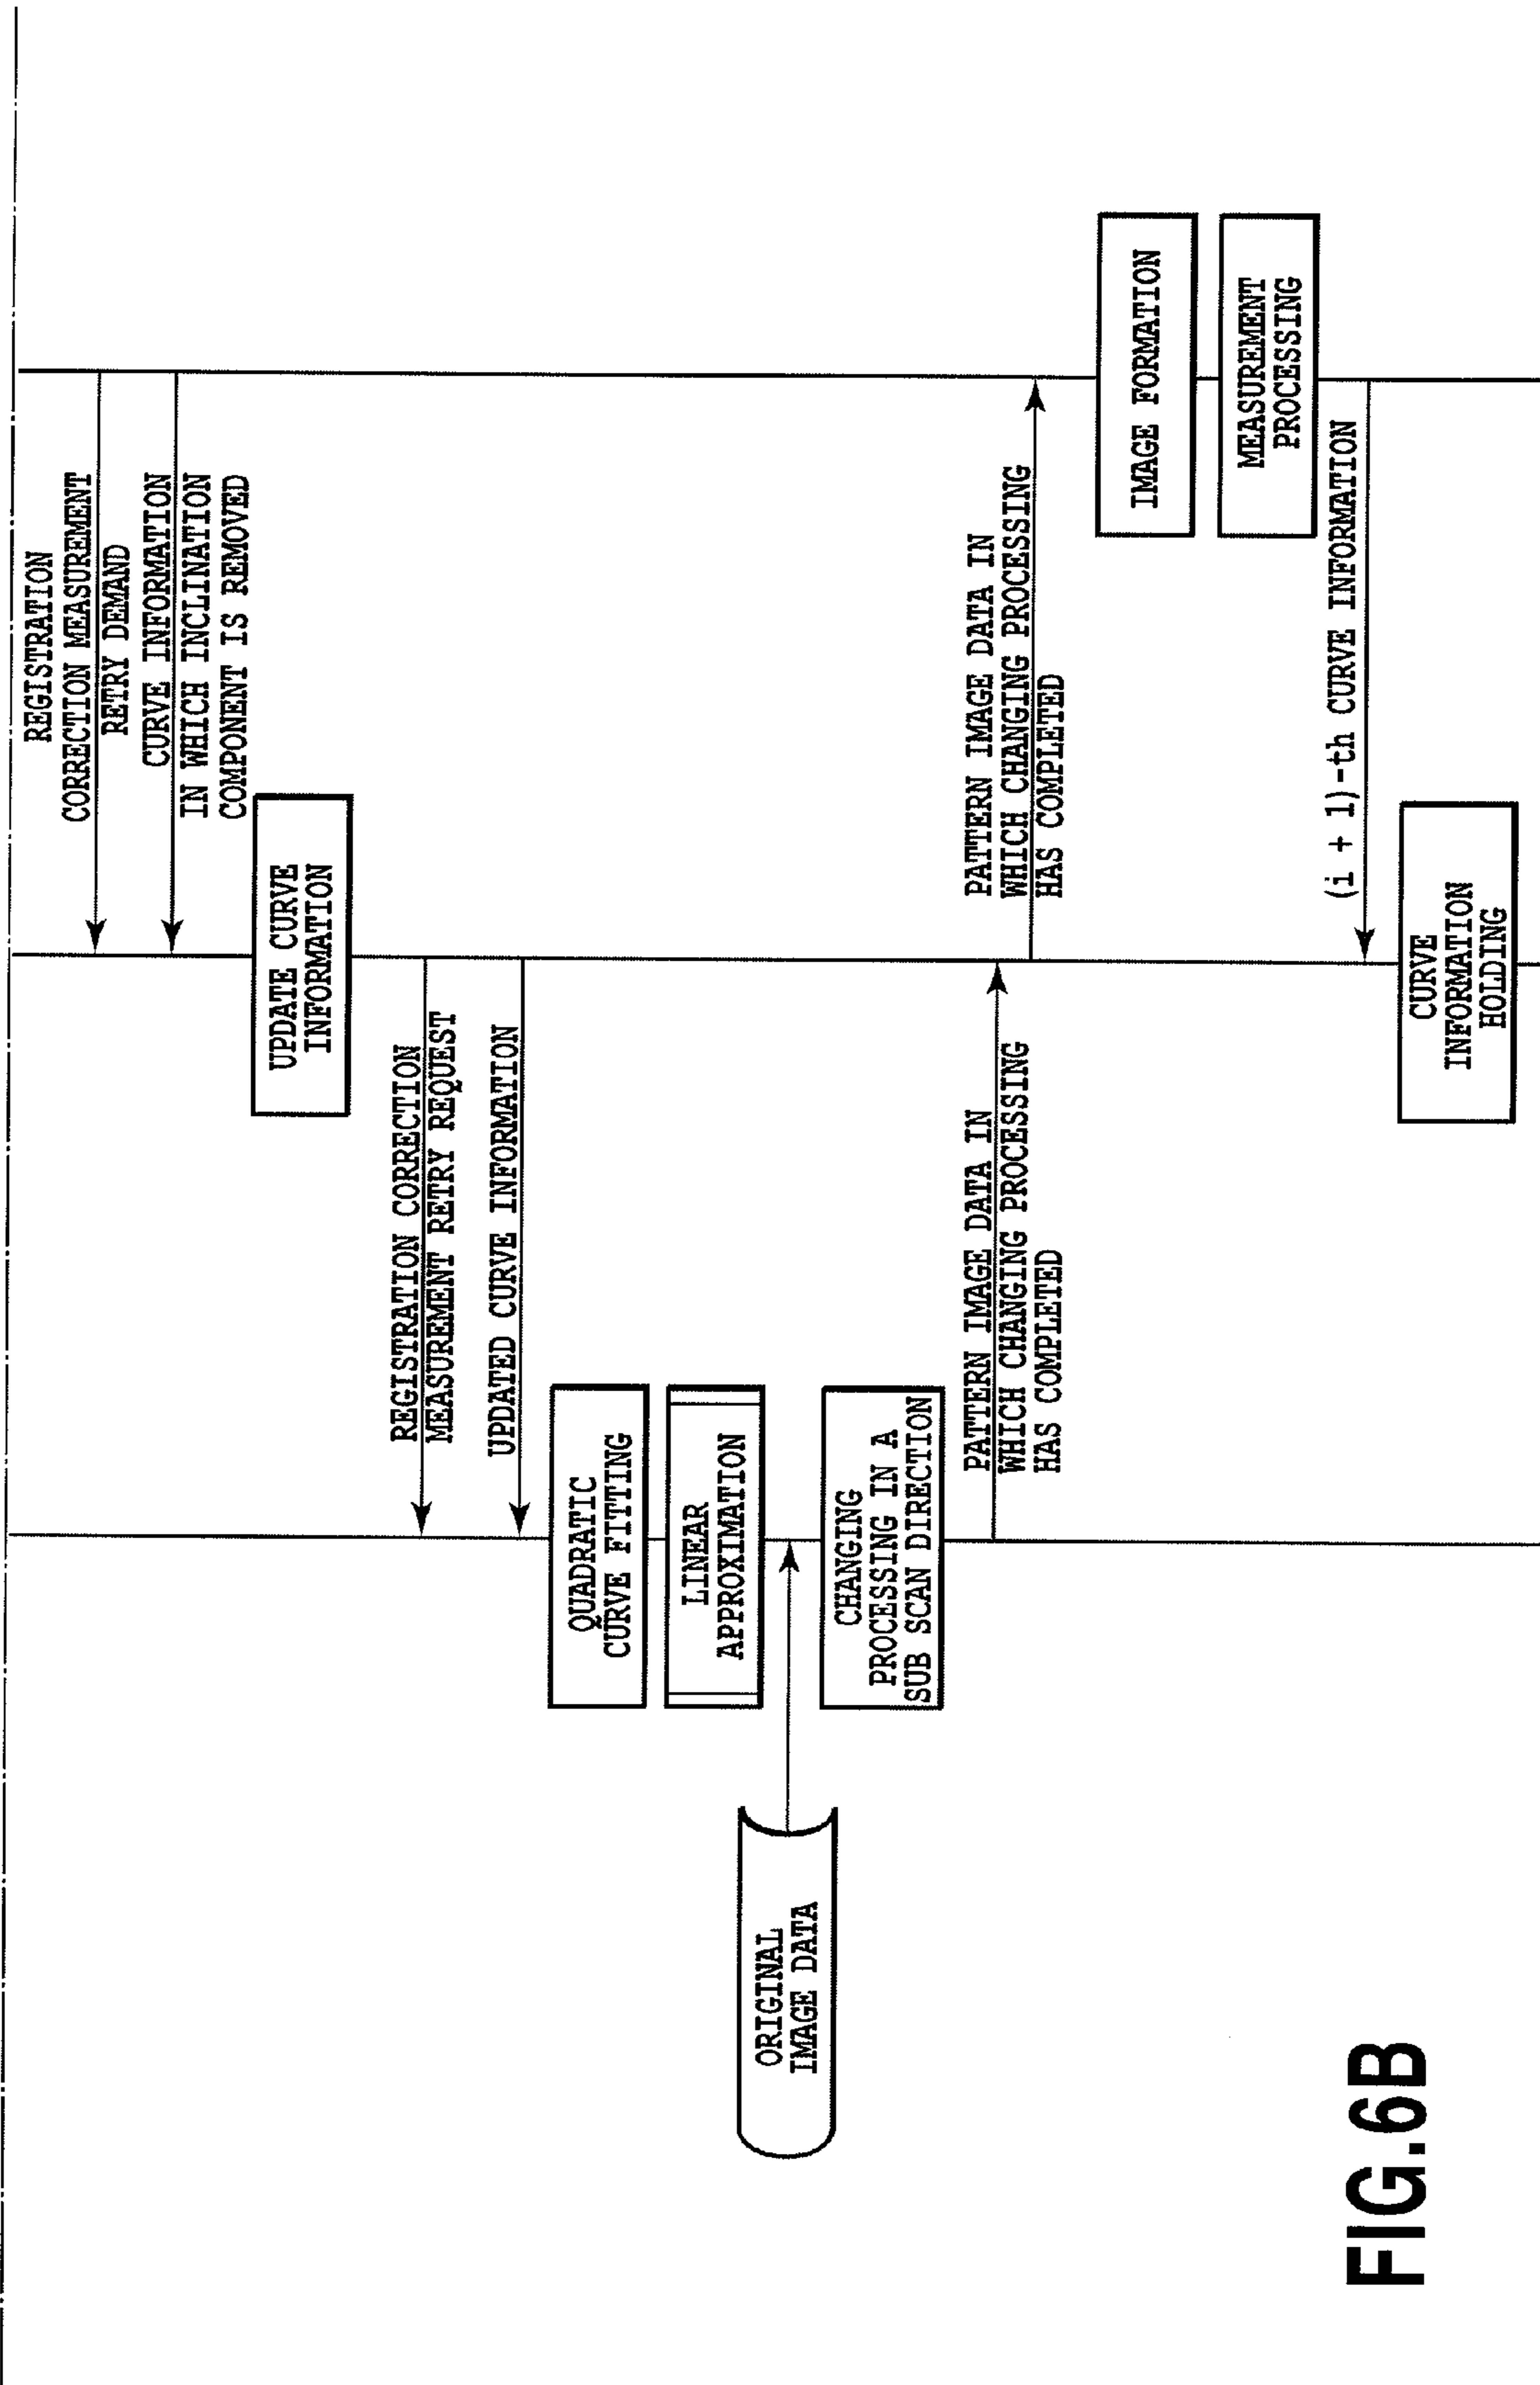 REGISTRATION
CORRECTION MEASUREMENT
RETRY DEMAND
CURVE INFORMATION
IN WHICH INCLINATION
COMPONENT IS REMOVED
UPDATE CURVE
INFORMATION
REGISTRATION CORRECTION
MEASUREMENT RETRY REQUEST
UPDATED CURVE INFORMATION
QUADRATIC
CURVE FITTING
LINEAR
APPROXIMATION
ORIGINAL
IMAGE DATA
CHANGING
PROCESSING IN A
SUB SCAN DIRECTION
PATTERN IMAGE DATA IN
WHICH CHANGING PROCESSING
HAS COMPLETED
PATTERN IMAGE DATA IN
WHICH CHANGING PROCESSING
HAS COMPLETED
IMAGE FORMATION
MEASUREMENT
PROCESSING
(i + 1)-th CURVE INFORMATION
CURVE
INFORMATION
HOLDING
FIG.6B